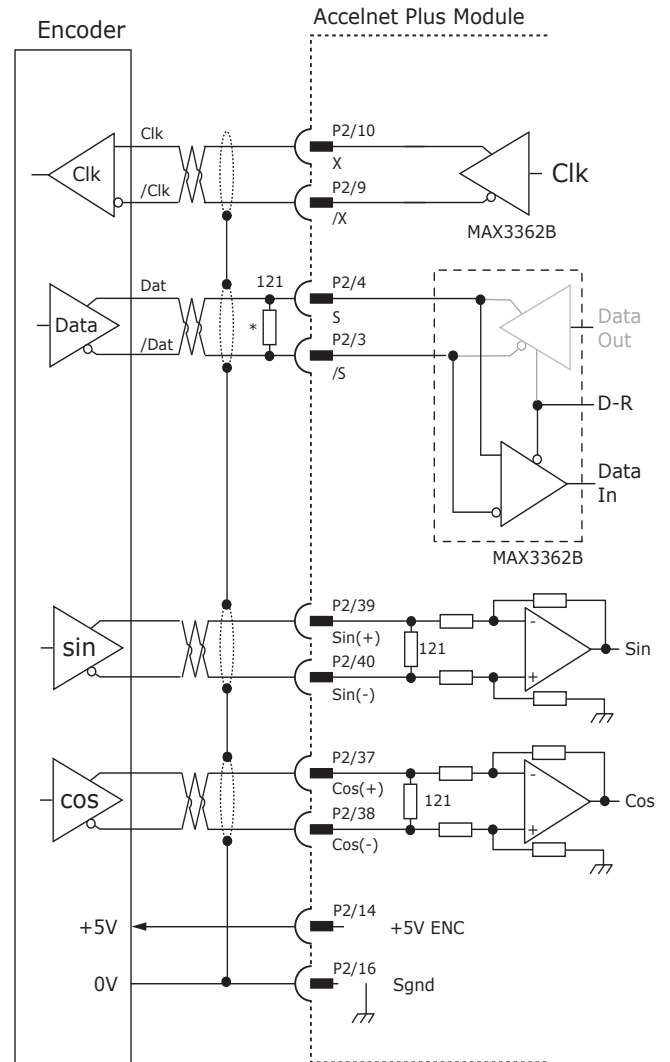 Accelnet Plus Module
Encoder
Clk
/Clk
Clk
P2/10
X
P2/9
/X
Clk
MAX3362B
Dat
/Dat
Data
121
*
P2/4
S
P2/3
/S
Data
Out
D-R
Data
In
MAX3362B
sin
P2/39
Sin(+)
P2/40
Sin(-)
121
-
+
Sin
cos
P2/37
Cos(+)
P2/38
Cos(-)
121
-
+
Cos
+5V
P2/14
+5V ENC
0V
P2/16
Sgnd